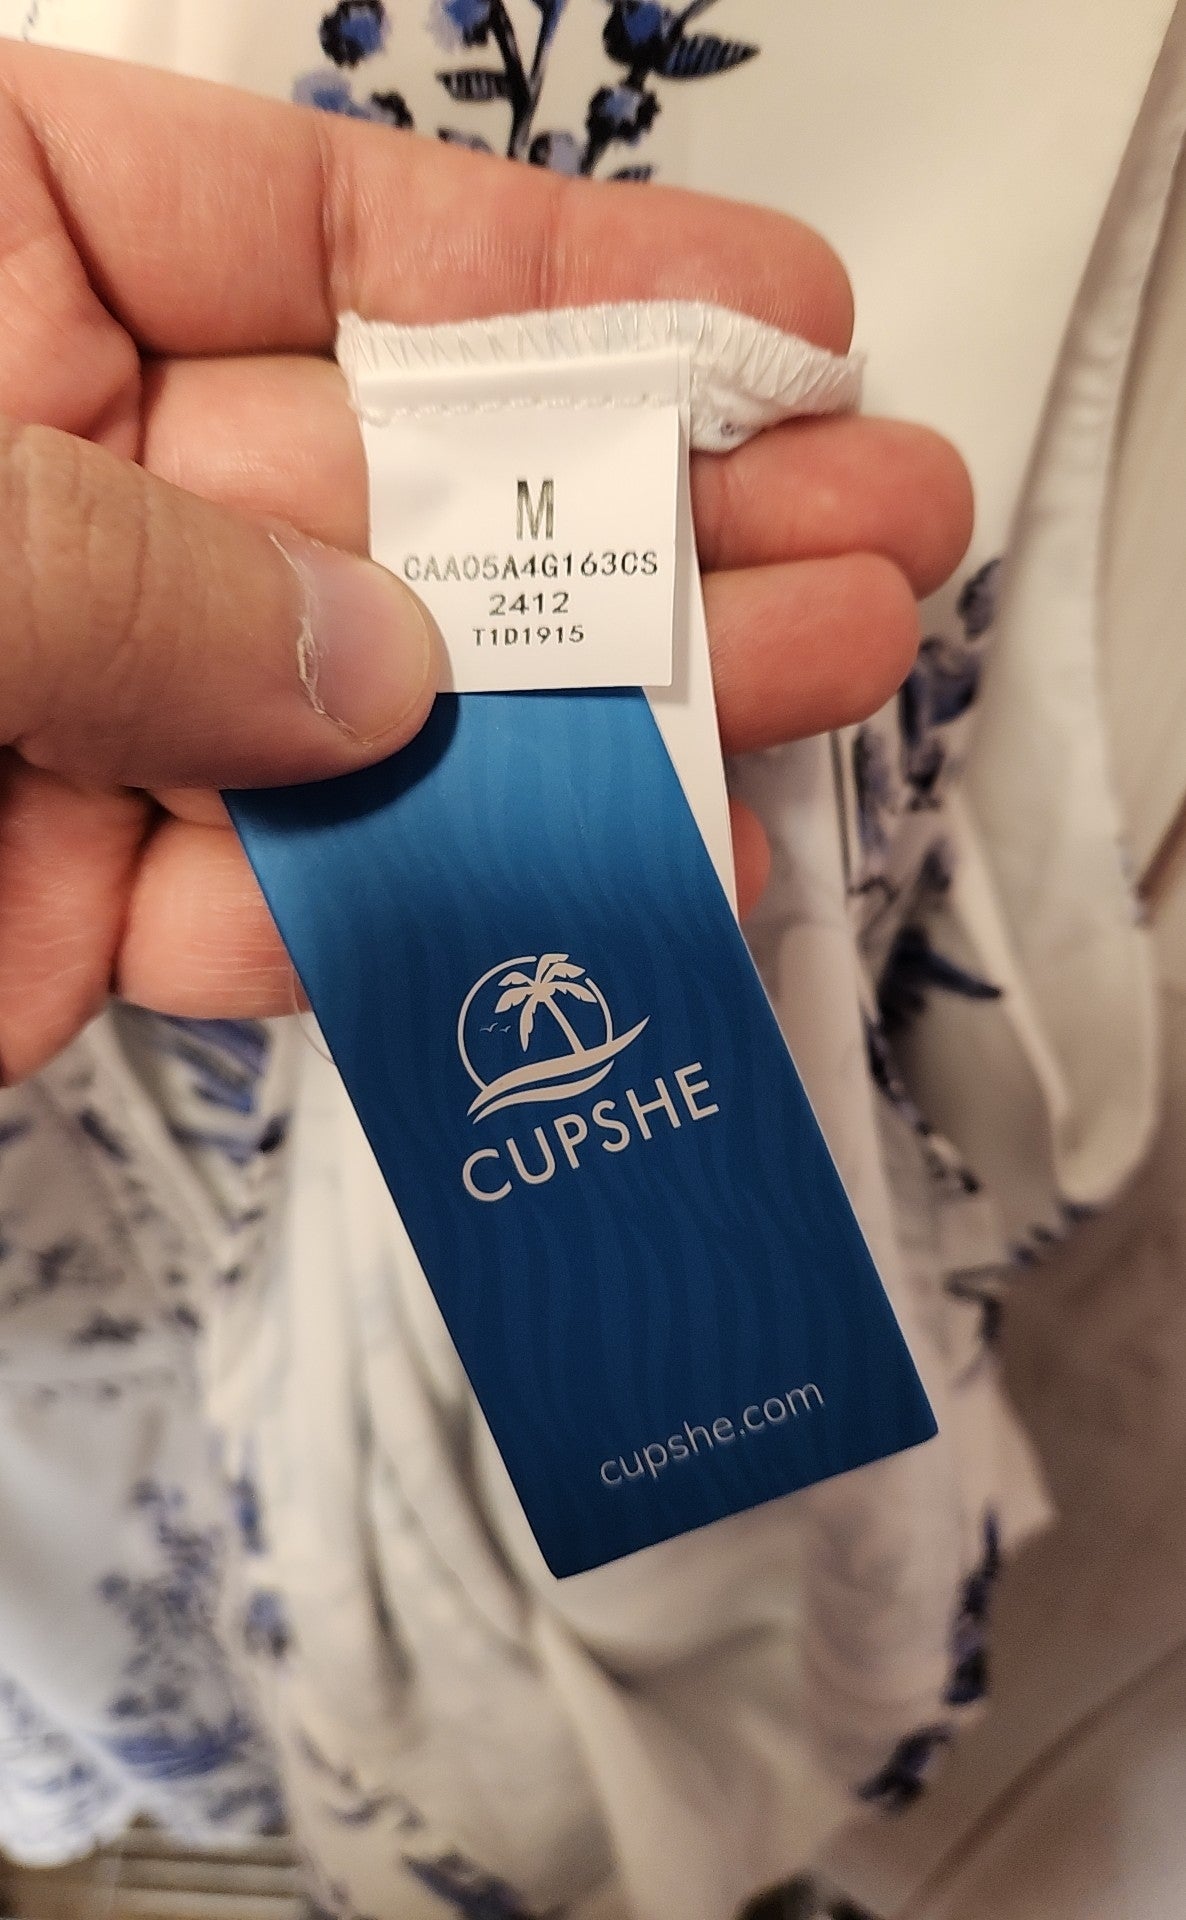 M
CAA05A4G163CS
2412
T1D1915
CUPSHE
cupshe.com